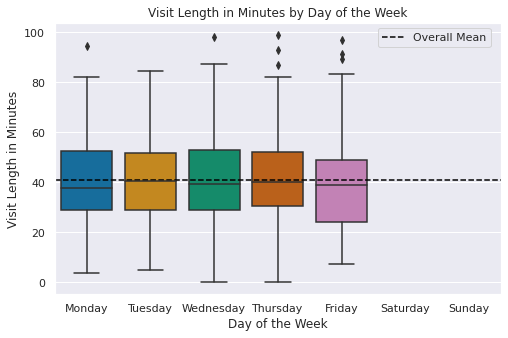 Visit Length in Minutes by Day of the Week
Overall Mean
Visit Length in Minutes
100
80
60
40
20
0
Monday Tuesday Wednesday Thursday Friday Saturday Sunday
Day of the Week